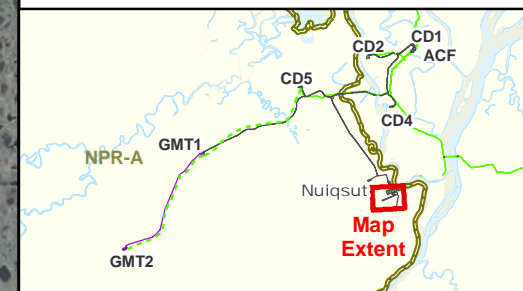 CD1
CD2
ACF
CD5
CD4
GMT1
NPR-A
Nuiqsut
Map
Extent
GMT2